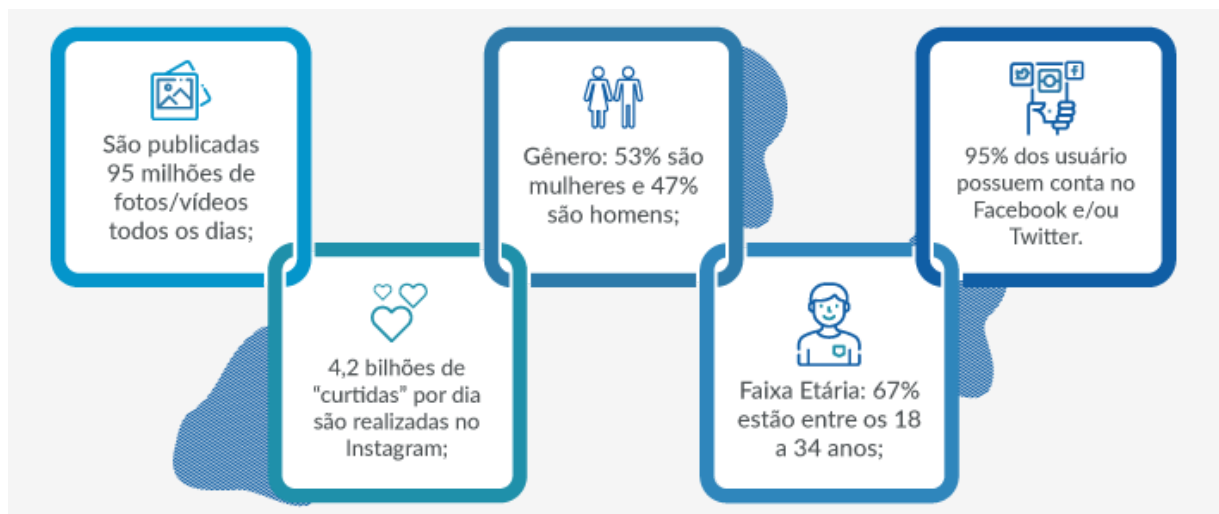 São publicadas
95 milhões de
fotos/vídeos
todos os dias;
4,2 bilhões de
“curtidas” por dia
são realizadas no
Instagram;
Gênero: 53% são
mulheres e 47%
são homens;
Faixa Etária: 67%
estão entre os 18
a 34 anos;
95% dos usuário
possuem conta no
Facebook e/ou
Twitter.